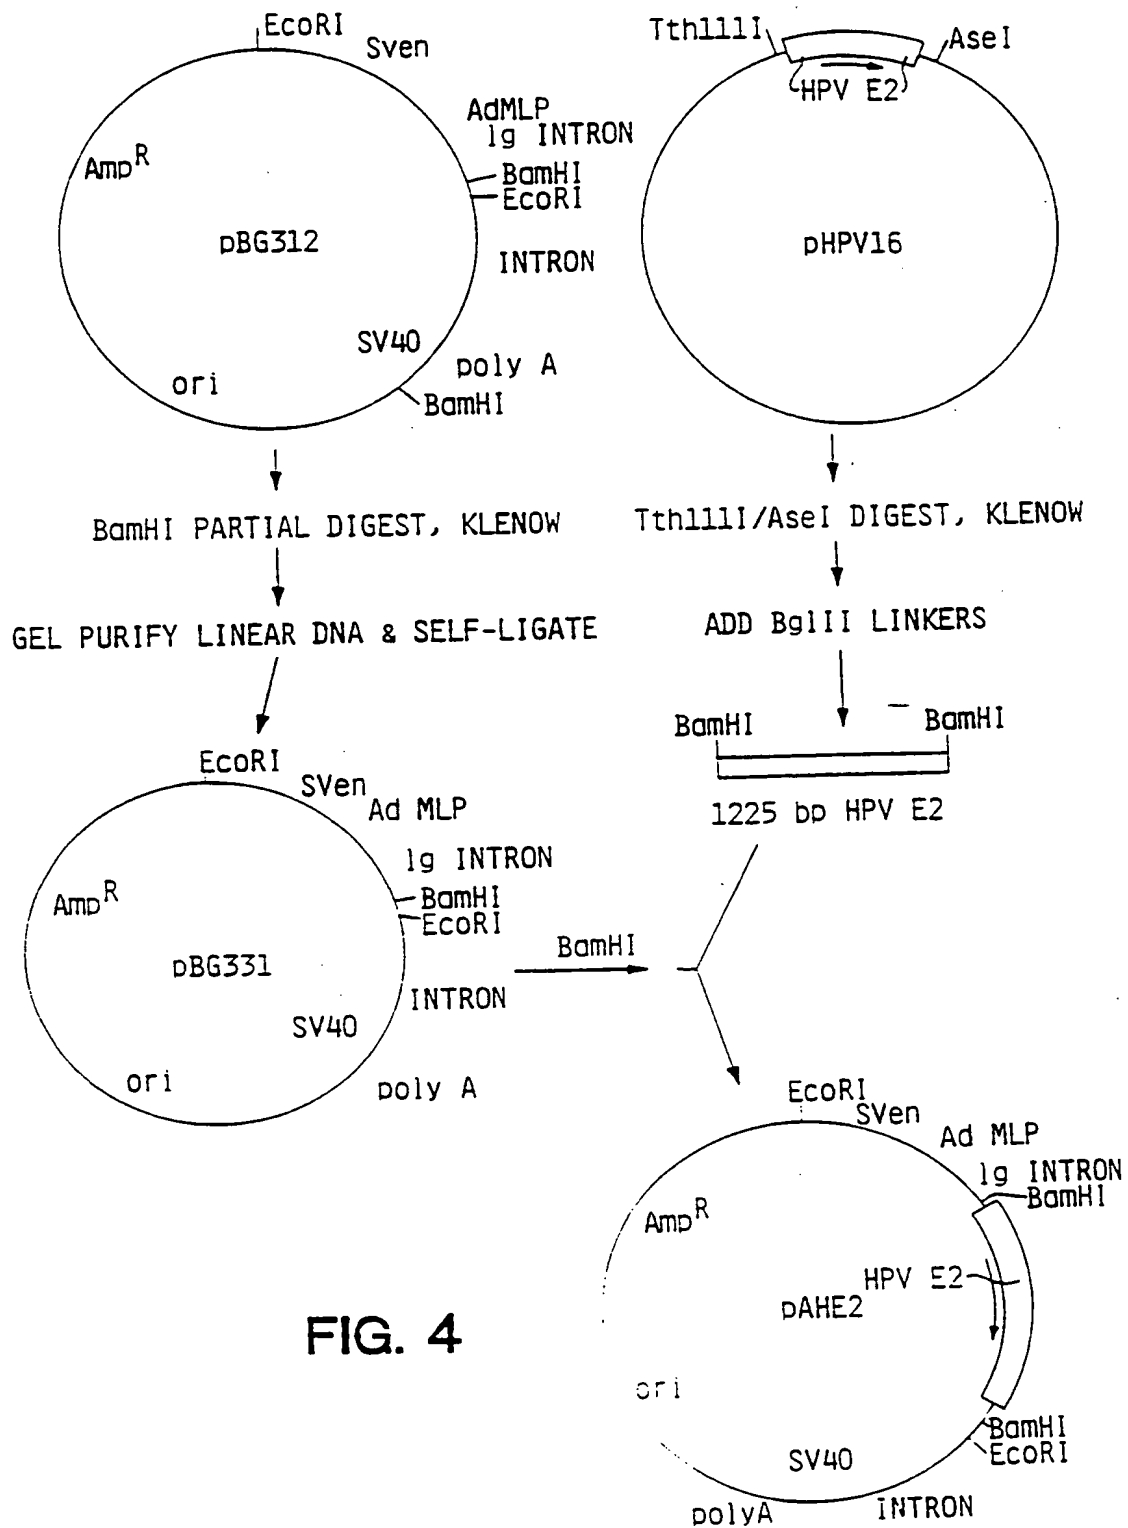 EcoRI
Sven
AdMLP
lg INTRON
BamHI
EcoRI
Amp^R
pBG312
INTRON
SV40
poly A
ori
BamHI
Tth111I
AseI
HPV E2
pHPV16
BamHI PARTIAL DIGEST, KLENOW
Tth111I/AseI DIGEST, KLENOW
GEL PURIFY LINEAR DNA & SELF-LIGATE
ADD BglII LINKERS
BamHI
BamHI
1225 bp HPV E2
EcoRI
SVen
Ad MLP
lg INTRON
BamHI
EcoRI
Amp^R
pBG331
INTRON
SV40
ori
poly A
BamHI
EcoRI
SVen
Ad MLP
lg INTRON
BamHI
Amp^R
HPV E2
pAHE2
ori
BamHI
EcoRI
SV40
polyA
INTRON
FIG. 4